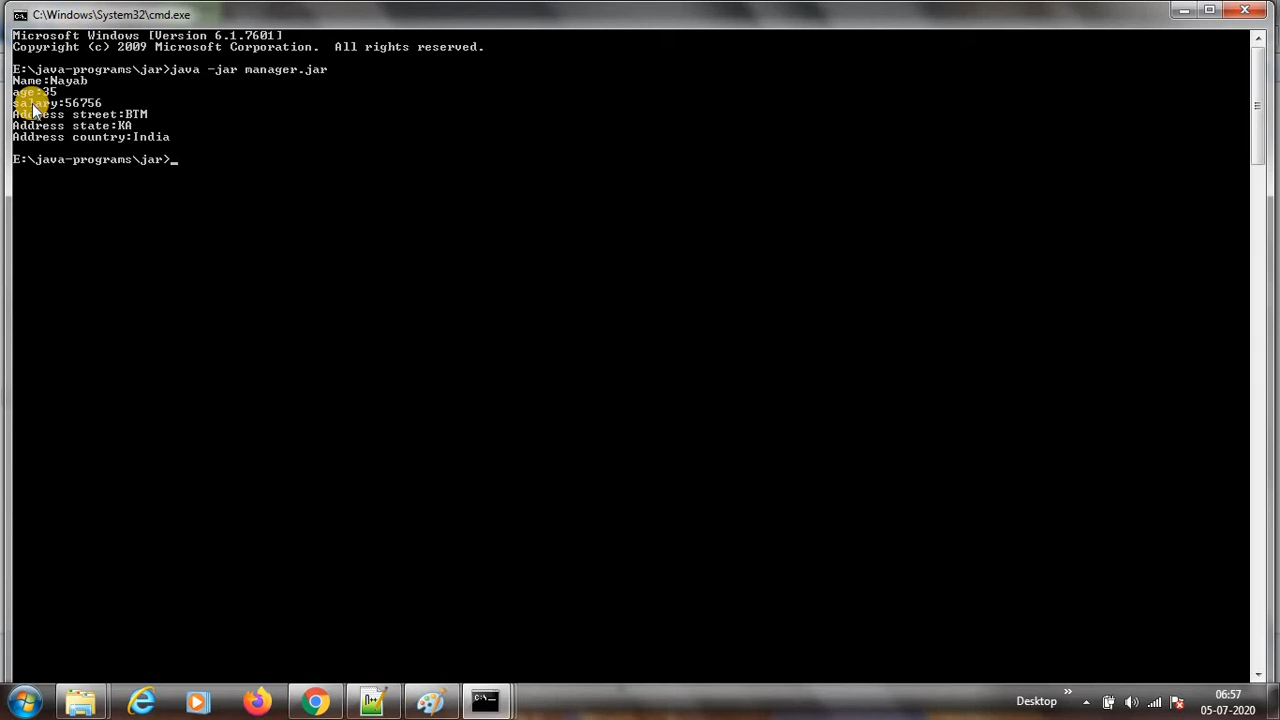 C:\Windows\System32\cmd.exe
Microsoft Windows [Version 6.1.7601]
Copyright (c) 2009 Microsoft Corporation.  All rights reserved.
E:\java-programs\jar>java -jar manager.jar
Name:Nayab
age:35
salary:56756
Address street:BTM
Address state:KA
Address country:India
E:\java-programs\jar>_
Desktop
06:57
05-07-2020